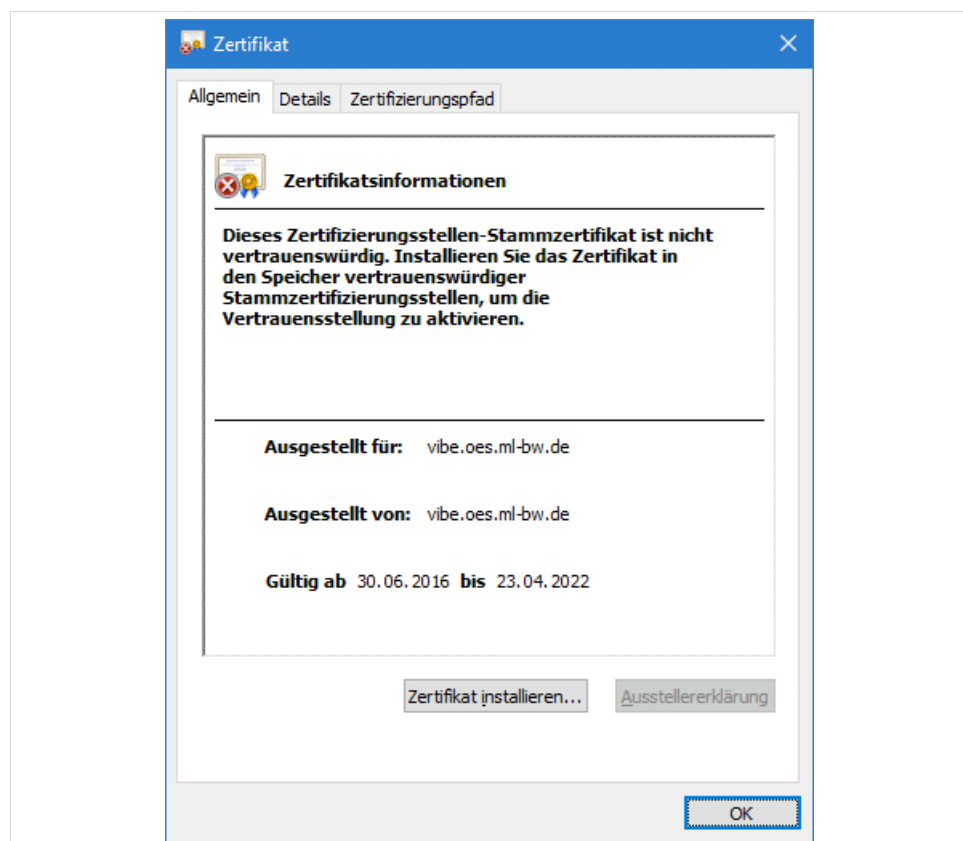 Zertifikat
Allgemein Details Zertifizierungspfad
Zertifikatsinformationen
Dieses Zertifizierungsstellen-Stammzertifikat ist nicht
vertrauenswürdig. Installieren Sie das Zertifikat in
den Speicher vertrauenswürdiger
Stammzertifizierungsstellen, um die
Vertrauensstellung zu aktivieren.
Ausgestellt für: vibe.oes.ml-bw.de
Ausgestellt von: vibe.oes.ml-bw.de
Gültig ab 30.06.2016 bis 23.04.2022
Zertifikat installieren... Ausstellererklärung
OK